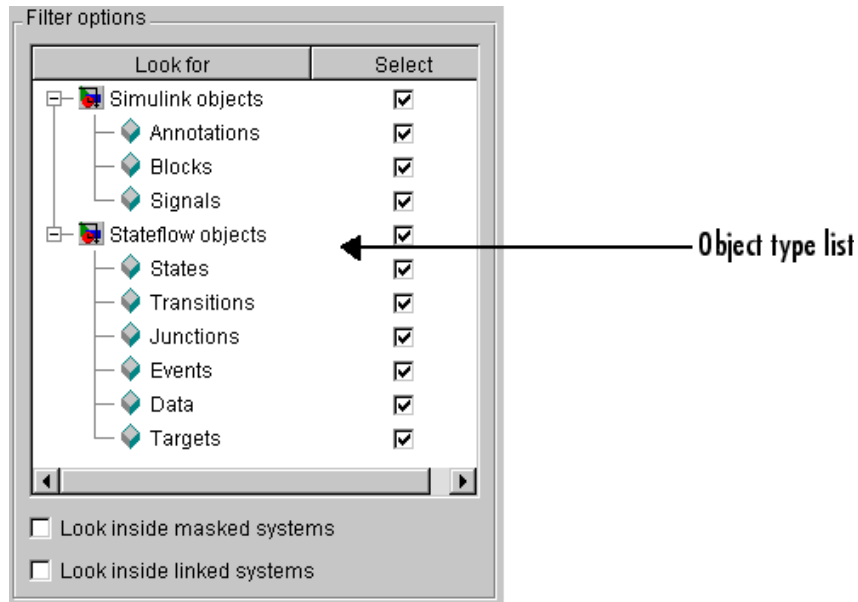 Filter options
Look for Select
Simulink objects
Annotations
Blocks
Signals
Stateflow objects
Object type list
States
Transitions
Junctions
Events
Data
Targets
Look inside masked systems
Look inside linked systems